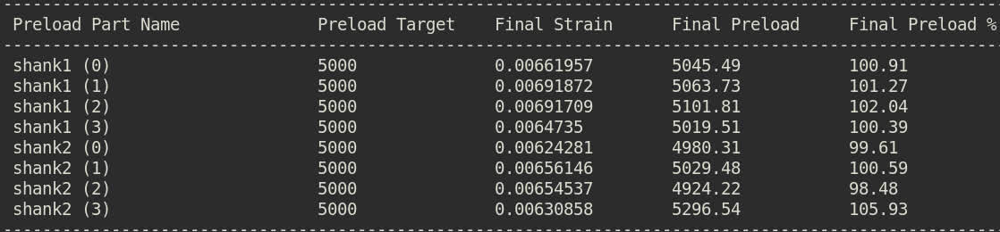 Preload Part Name Preload Target Final Strain Final Preload Final Preload %
shank1 (0) 5000 0.00661957 5045.49 100.91
shank1 (1) 5000 0.00691872 5063.73 101.27
shank1 (2) 5000 0.00691709 5101.81 102.04
shank1 (3) 5000 0.0064735 5019.51 100.39
shank2 (0) 5000 0.00624281 4980.31 99.61
shank2 (1) 5000 0.00656146 5029.48 100.59
shank2 (2) 5000 0.00654537 4924.22 98.48
shank2 (3) 5000 0.00630858 5296.54 105.93